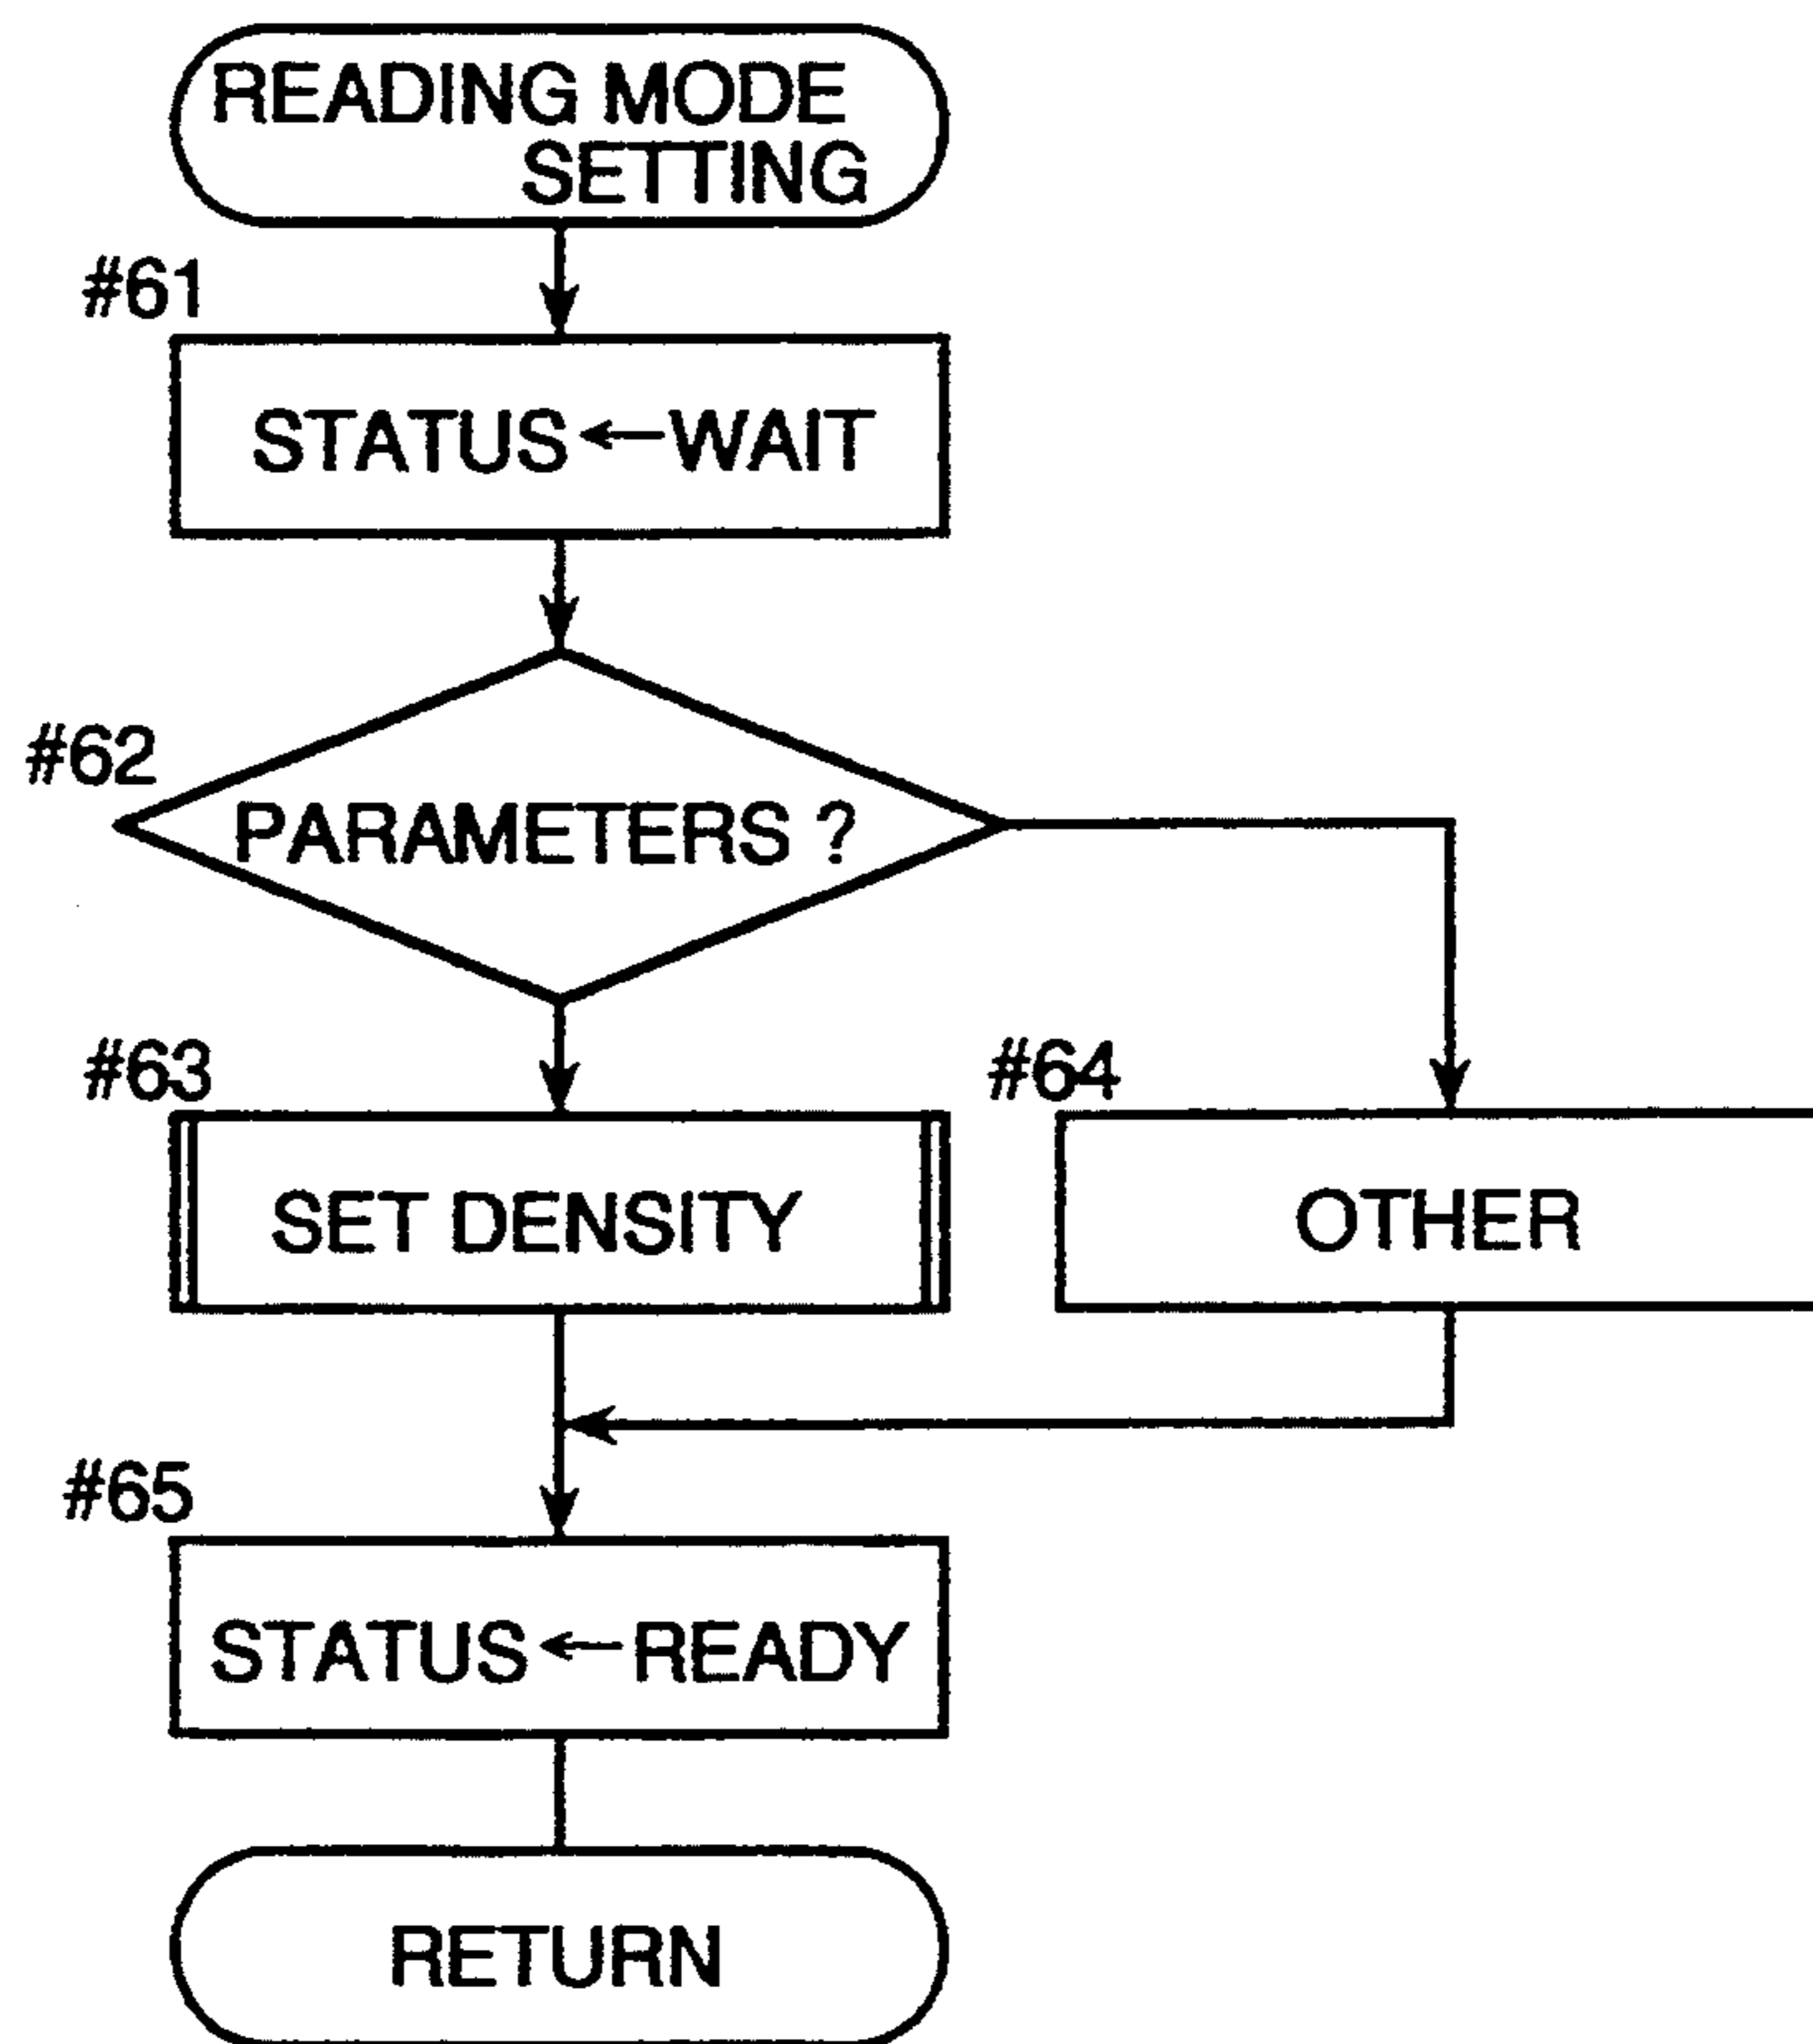 READING MODE
SETTING
#61
STATUS←WAIT
#62
PARAMETERS ?
#63
SET DENSITY
#64
OTHER
#65
STATUS←READY
RETURN